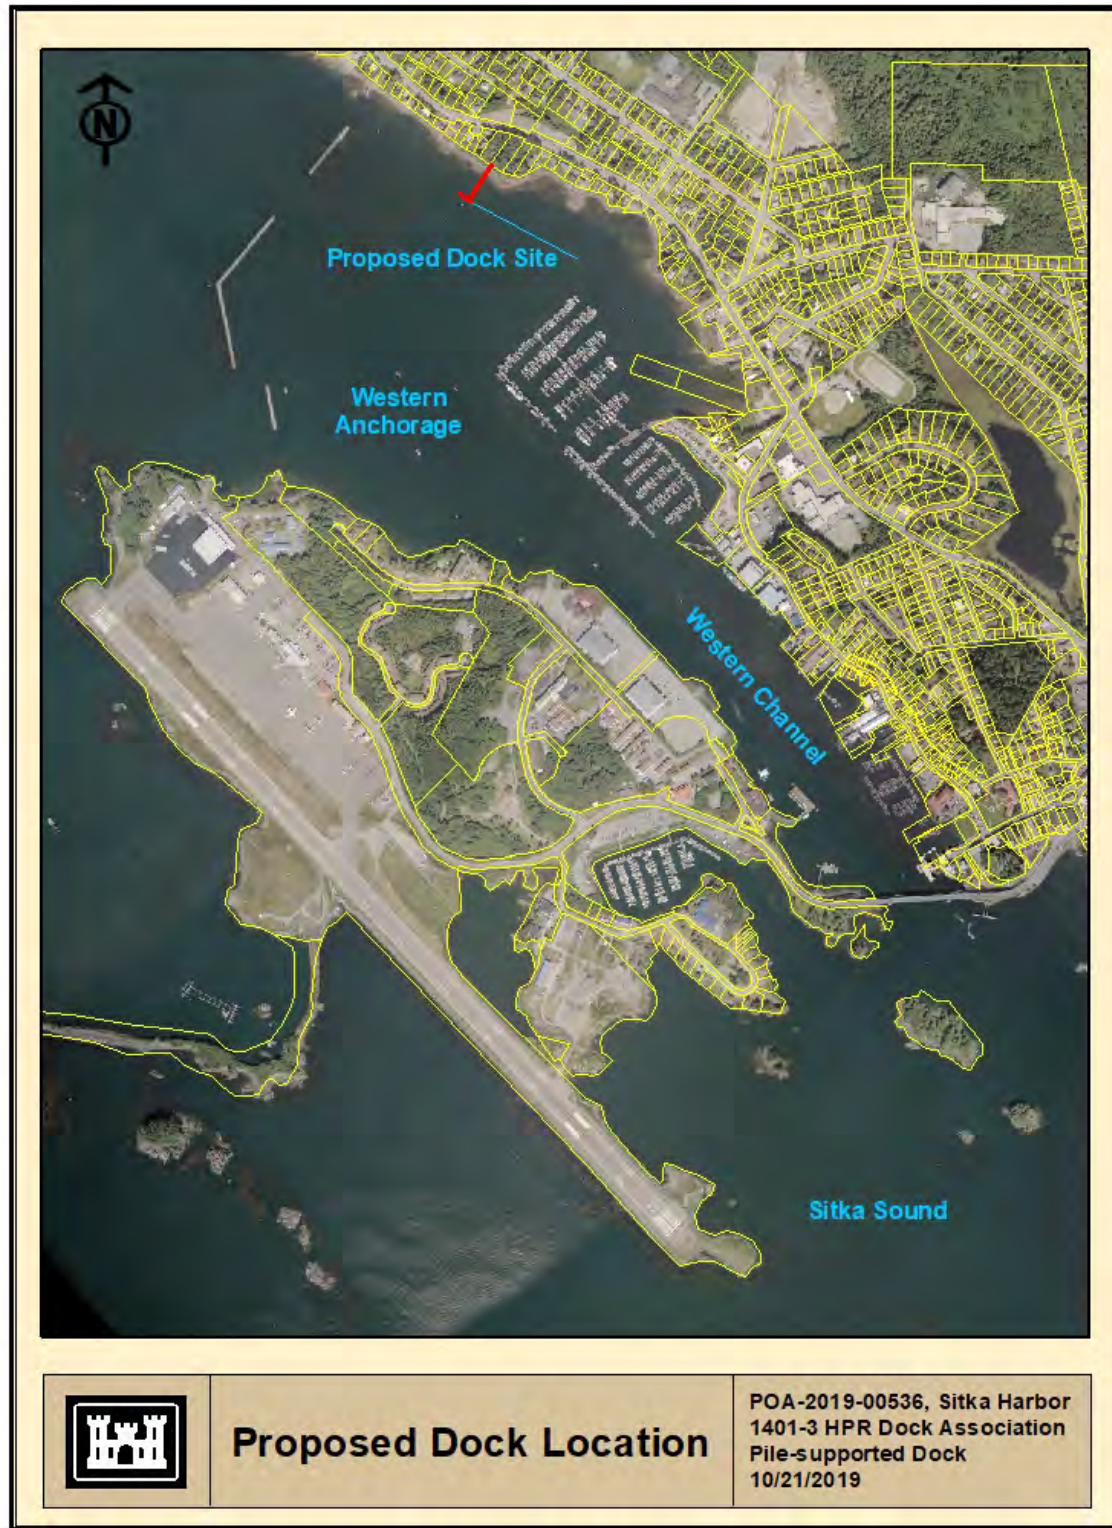 N
Proposed Dock Site
Western
Anchorage
Western Channel
Sitka Sound
Proposed Dock Location
POA-2019-00536, Sitka Harbor
1401-3 HPR Dock Association
Pile-supported Dock
10/21/2019